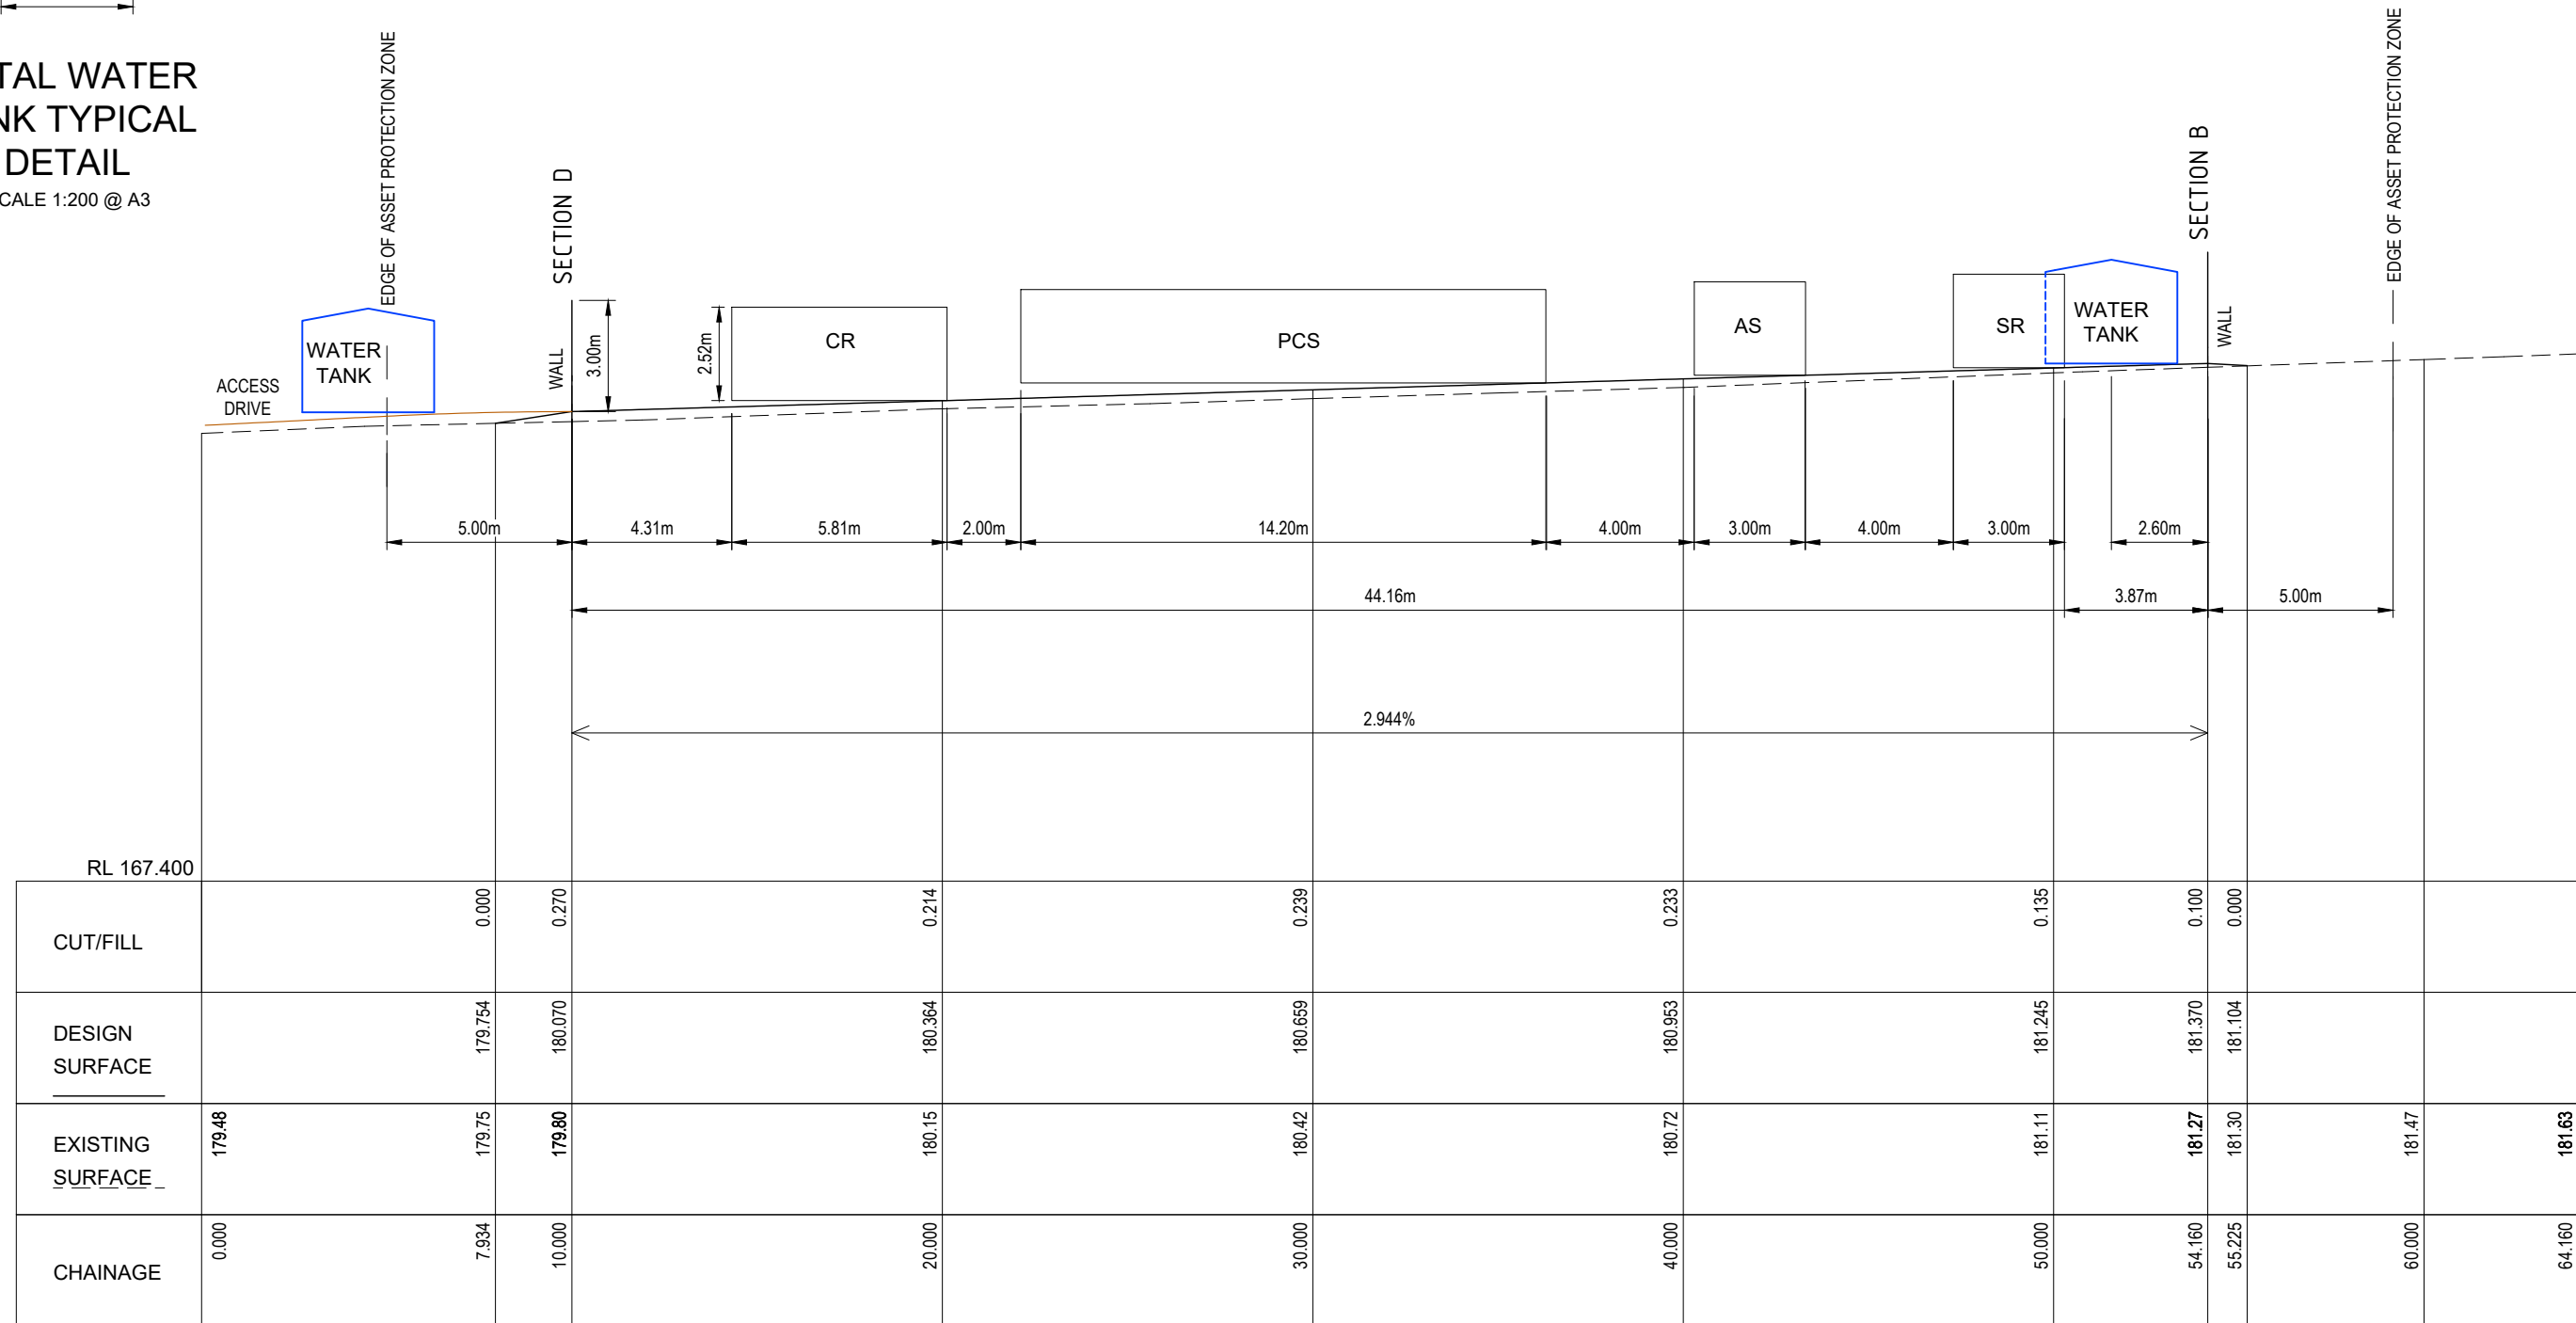 TAL WATER
NK TYPICAL
DETAIL
CALE 1:200 @ A3
EDGE OF ASSET PROTECTION ZONE
SECTION D
SECTION B
EDGE OF ASSET PROTECTION ZONE
ACCESS
DRIVE
WATER
TANK
WALL
3.00m
2.52m
CR
PCS
AS
SR
WATER
TANK
WALL
5.00m
4.31m
5.81m
2.00m
14.20m
4.00m
3.00m
4.00m
3.00m
2.60m
44.16m
3.87m
5.00m
2.944%
RL 167.400
CUT/FILL
0.000
0.270
0.214
0.239
0.233
0.135
0.100
0.000
DESIGN
SURFACE
179.754
180.070
180.364
180.659
180.953
181.245
181.370
181.104
EXISTING
SURFACE
179.48
179.75
179.80
180.15
180.42
180.72
181.11
181.27
181.30
181.47
181.63
CHAINAGE
0.000
7.934
10.000
20.000
30.000
40.000
50.000
54.160
55.225
60.000
64.160